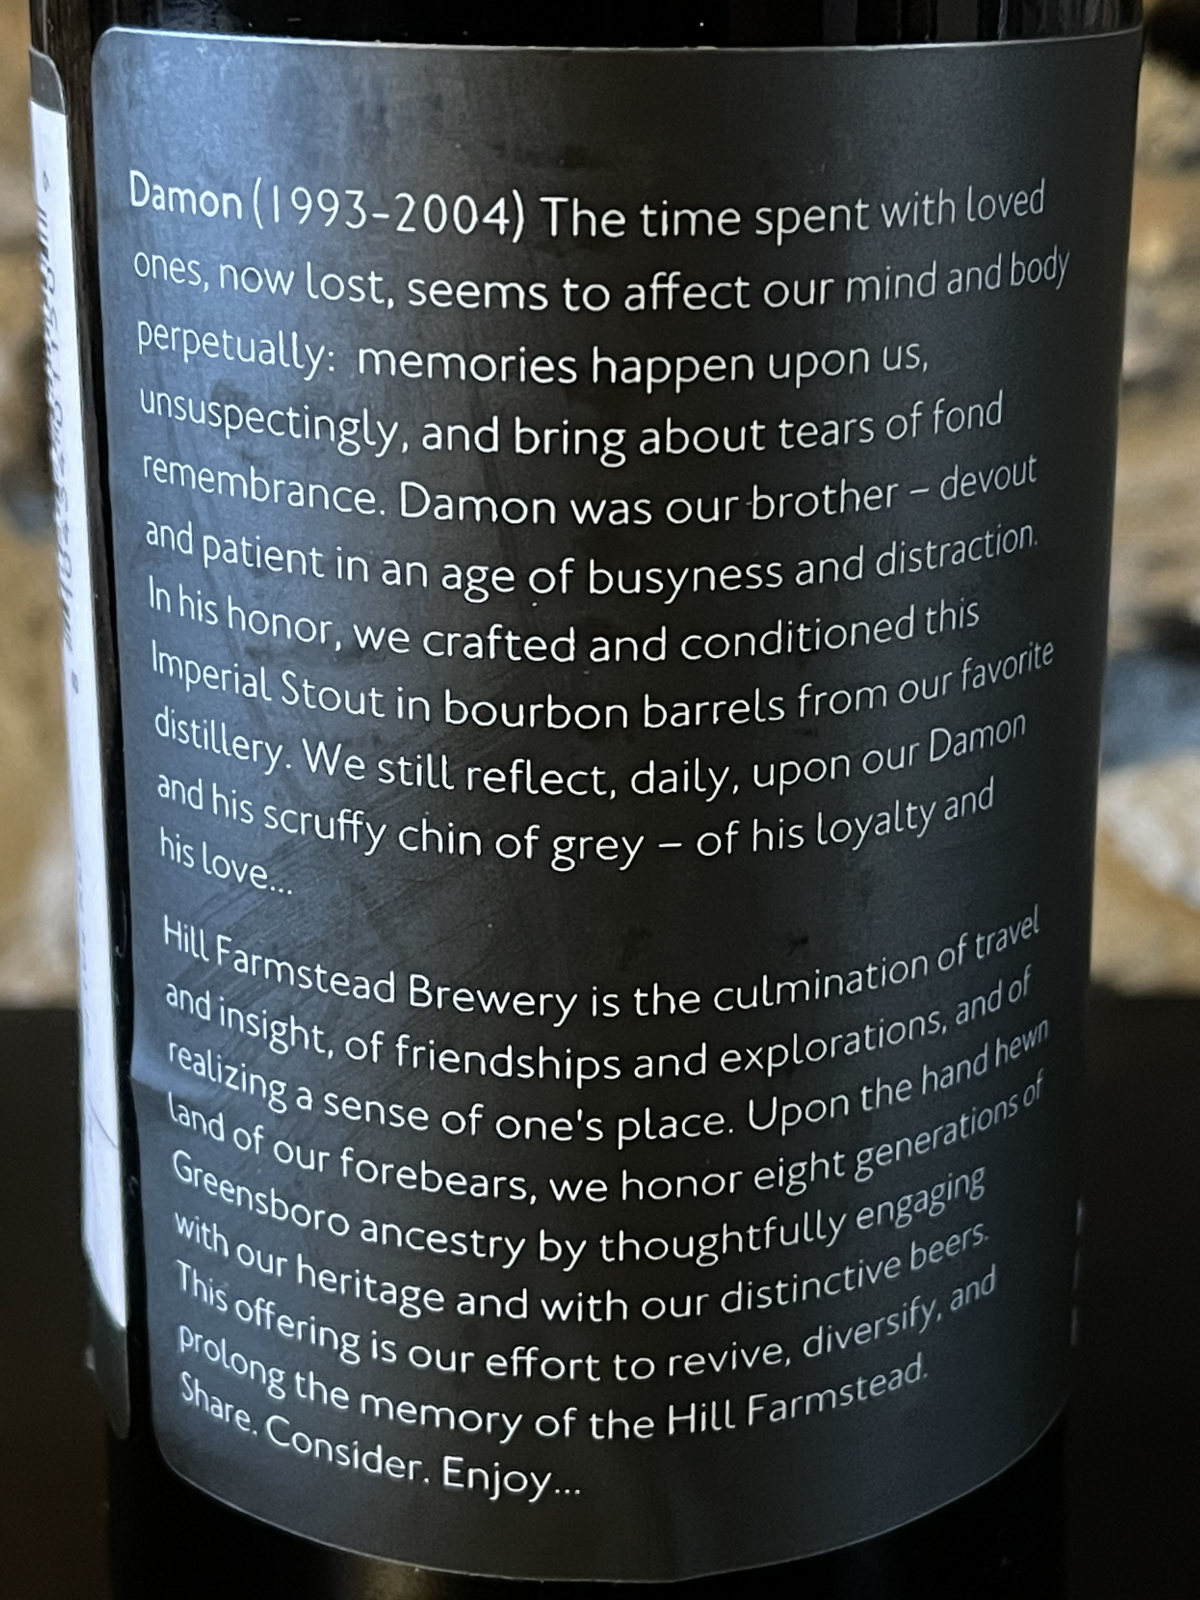 Damon (1993-2004) The time spent with loved
ones, now lost, seems to affect our mind and body
perpetually: memories happen upon us,
unsuspectingly, and bring about tears of fond
remembrance. Damon was our brother – devout
and patient in an age of busyness and distraction.
In his honor, we crafted and conditioned this
Imperial Stout in bourbon barrels from our favorite
distillery. We still reflect, daily, upon our Damon
and his scruffy chin of grey – of his loyalty and
his love...
Hill Farmstead Brewery is the culmination of travel
and insight, of friendships and explorations, and of
realizing a sense of one's place. Upon the hand hewn
land of our forebears, we honor eight generations of
Greensboro ancestry by thoughtfully engaging
with our heritage and with our distinctive beers.
This offering is our effort to revive, diversify, and
prolong the memory of the Hill Farmstead.
Share. Consider. Enjoy...